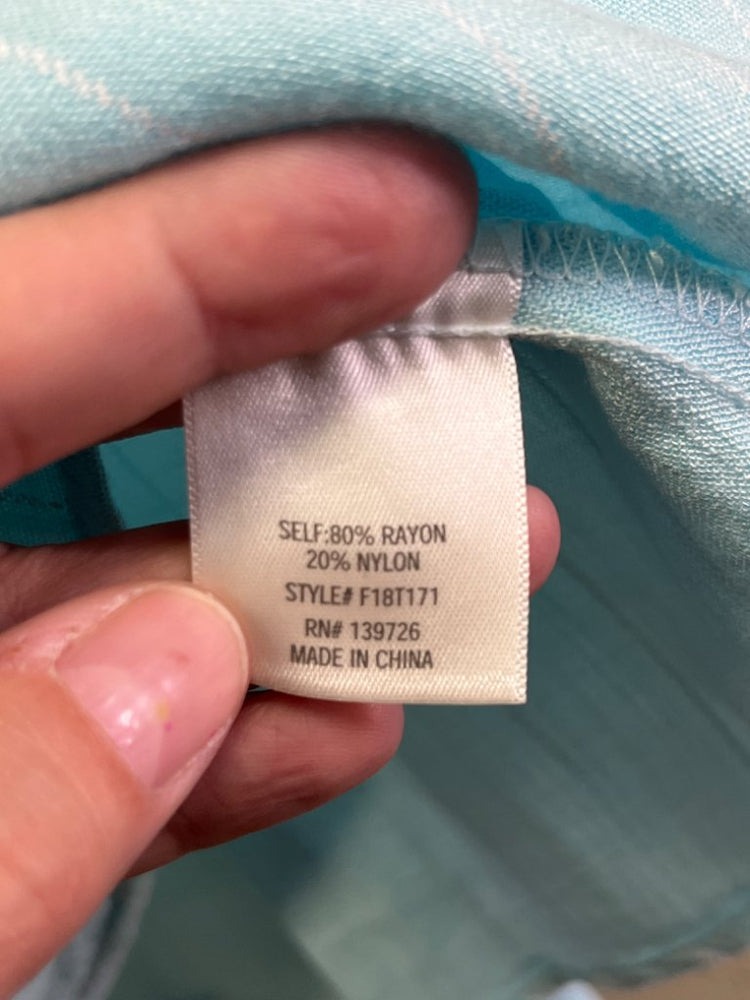 SELF:80% RAYON
20% NYLON
STYLE# F18T171
RN# 139726
MADE IN CHINA